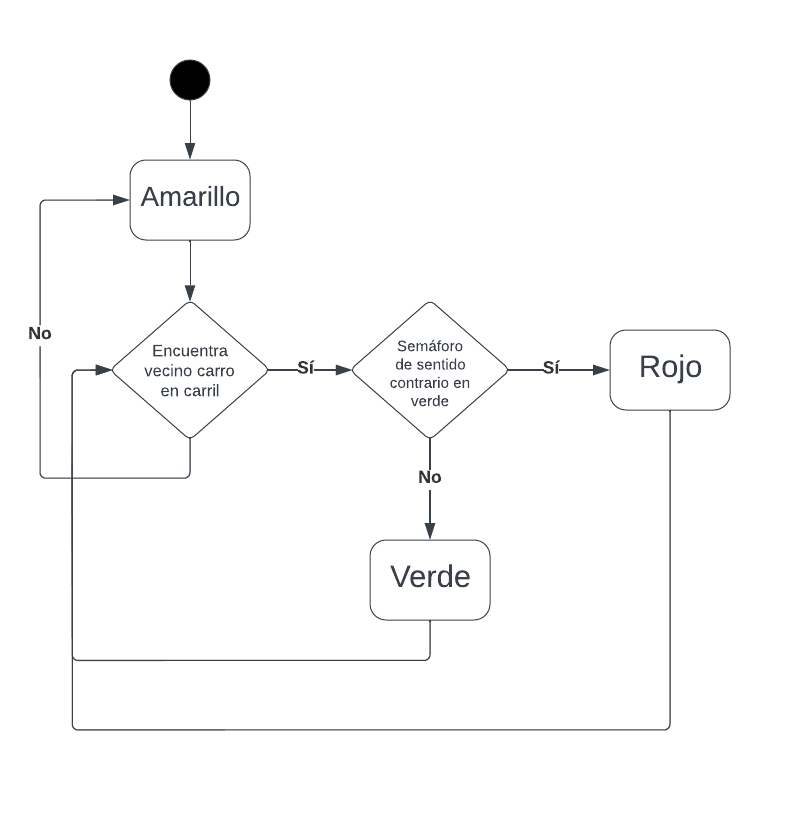 Amarillo
No
Encuentra
vecino carro
en carril
Sí
Semáforo
de sentido
contrario en
verde
Sí
Rojo
No
Verde